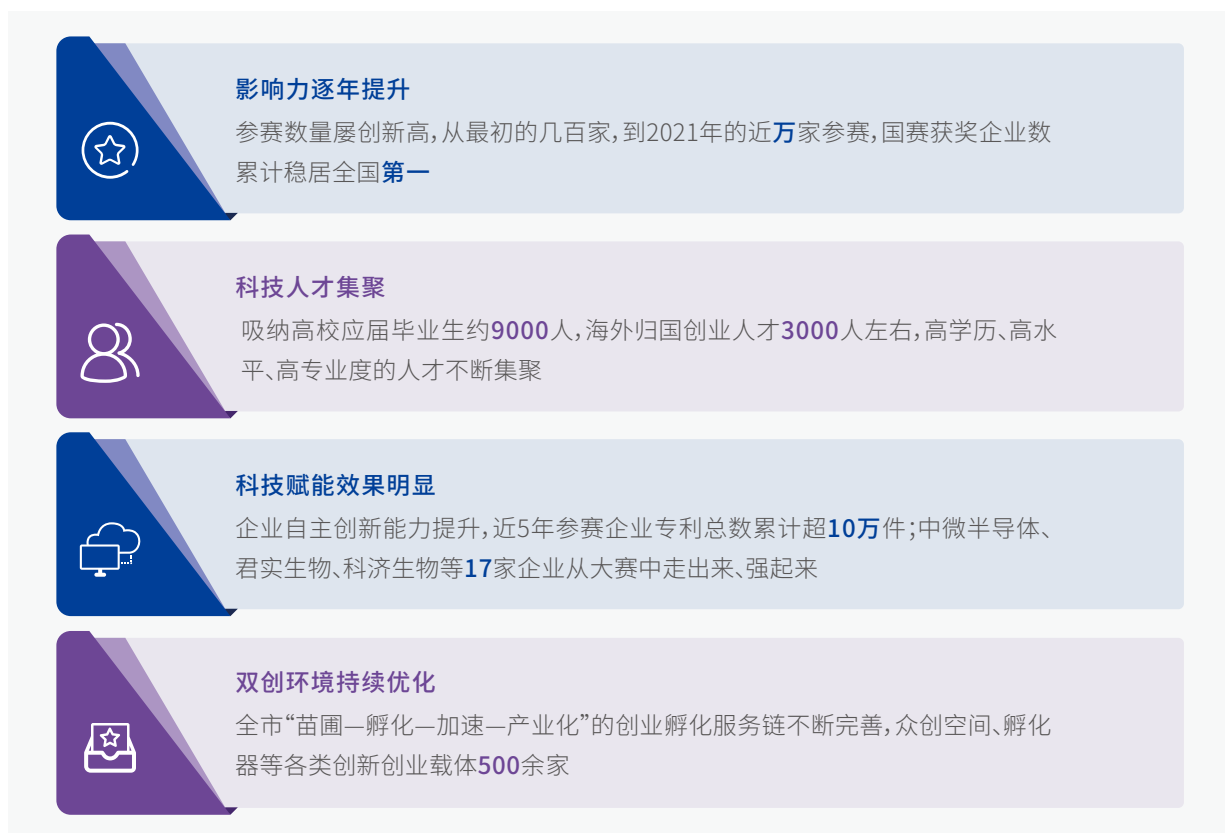 影响力逐年提升
参赛数量屡创新高,从最初的几百家,到2021年的近万家参赛,国赛获奖企业数
累计稳居全国第一
科技人才集聚
吸纳高校应届毕业生约9000人,海外归国创业人才3000人左右,高学历、高水
平、高专业度的人才不断集聚
科技赋能效果明显
企业自主创新能力提升,近5年参赛企业专利总数累计超10万件;中微半导体、
君实生物、科济生物等17家企业从大赛中走出来、强起来
双创环境持续优化
全市“苗圃—孵化—加速—产业化”的创业孵化服务链不断完善,众创空间、孵化
器等各类创新创业载体500余家